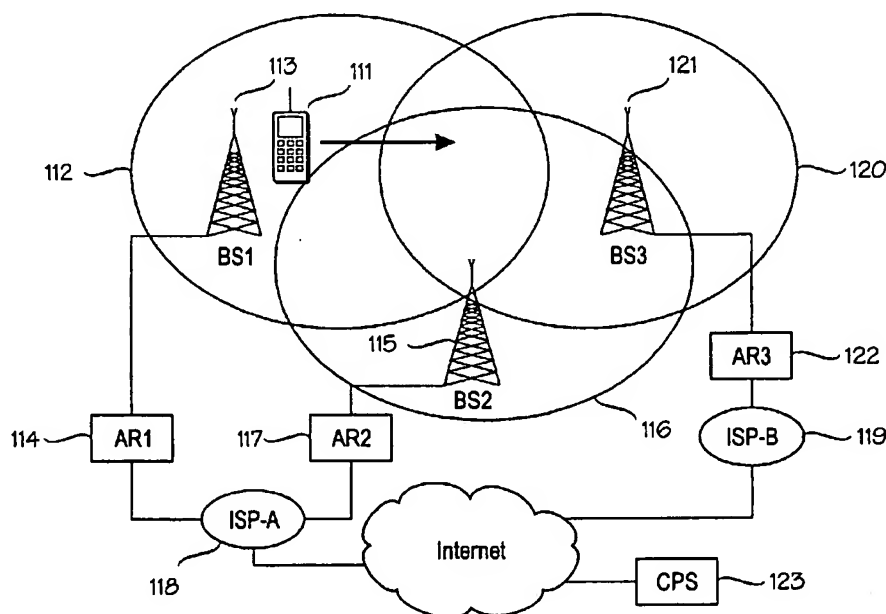 113
111
121
112
120
BS1
BS3
115
BS2
116
114
AR1
117
AR2
AR3
122
ISP-B
119
ISP-A
118
Internet
CPS
123